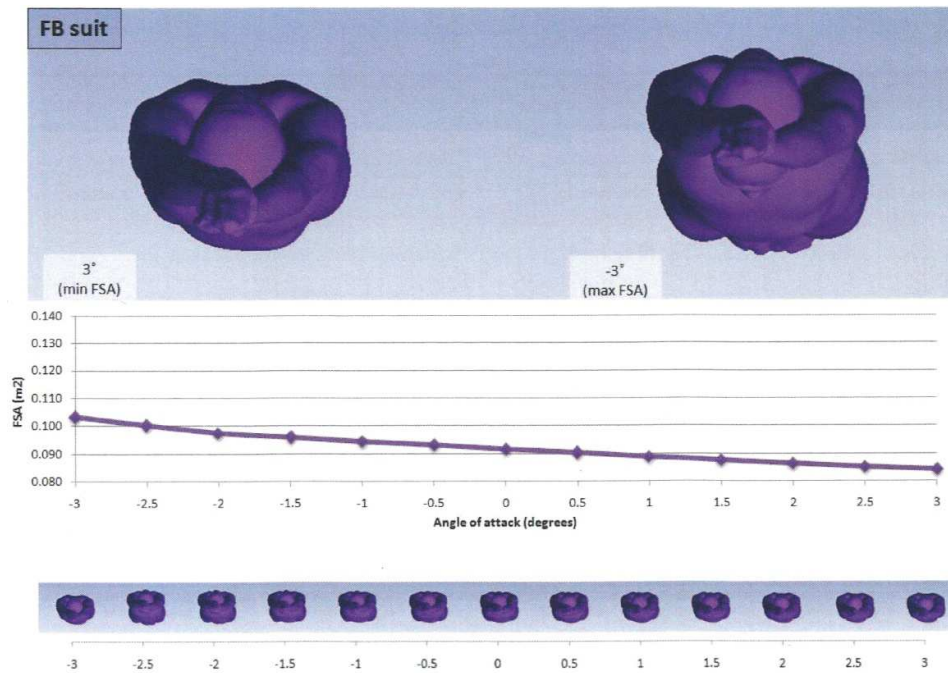 FB suit
3°
(min FSA)
-3°
(max FSA)
0.140
0.130
0.120
0.110
0.100
0.090
0.080
FSA (m2)
-3 -2.5 -2 -1.5 -1 -0.5 0 0.5 1 1.5 2 2.5 3
Angle of attack (degrees)
-3 -2.5 -2 -1.5 -1 -0.5 0 0.5 1 1.5 2 2.5 3